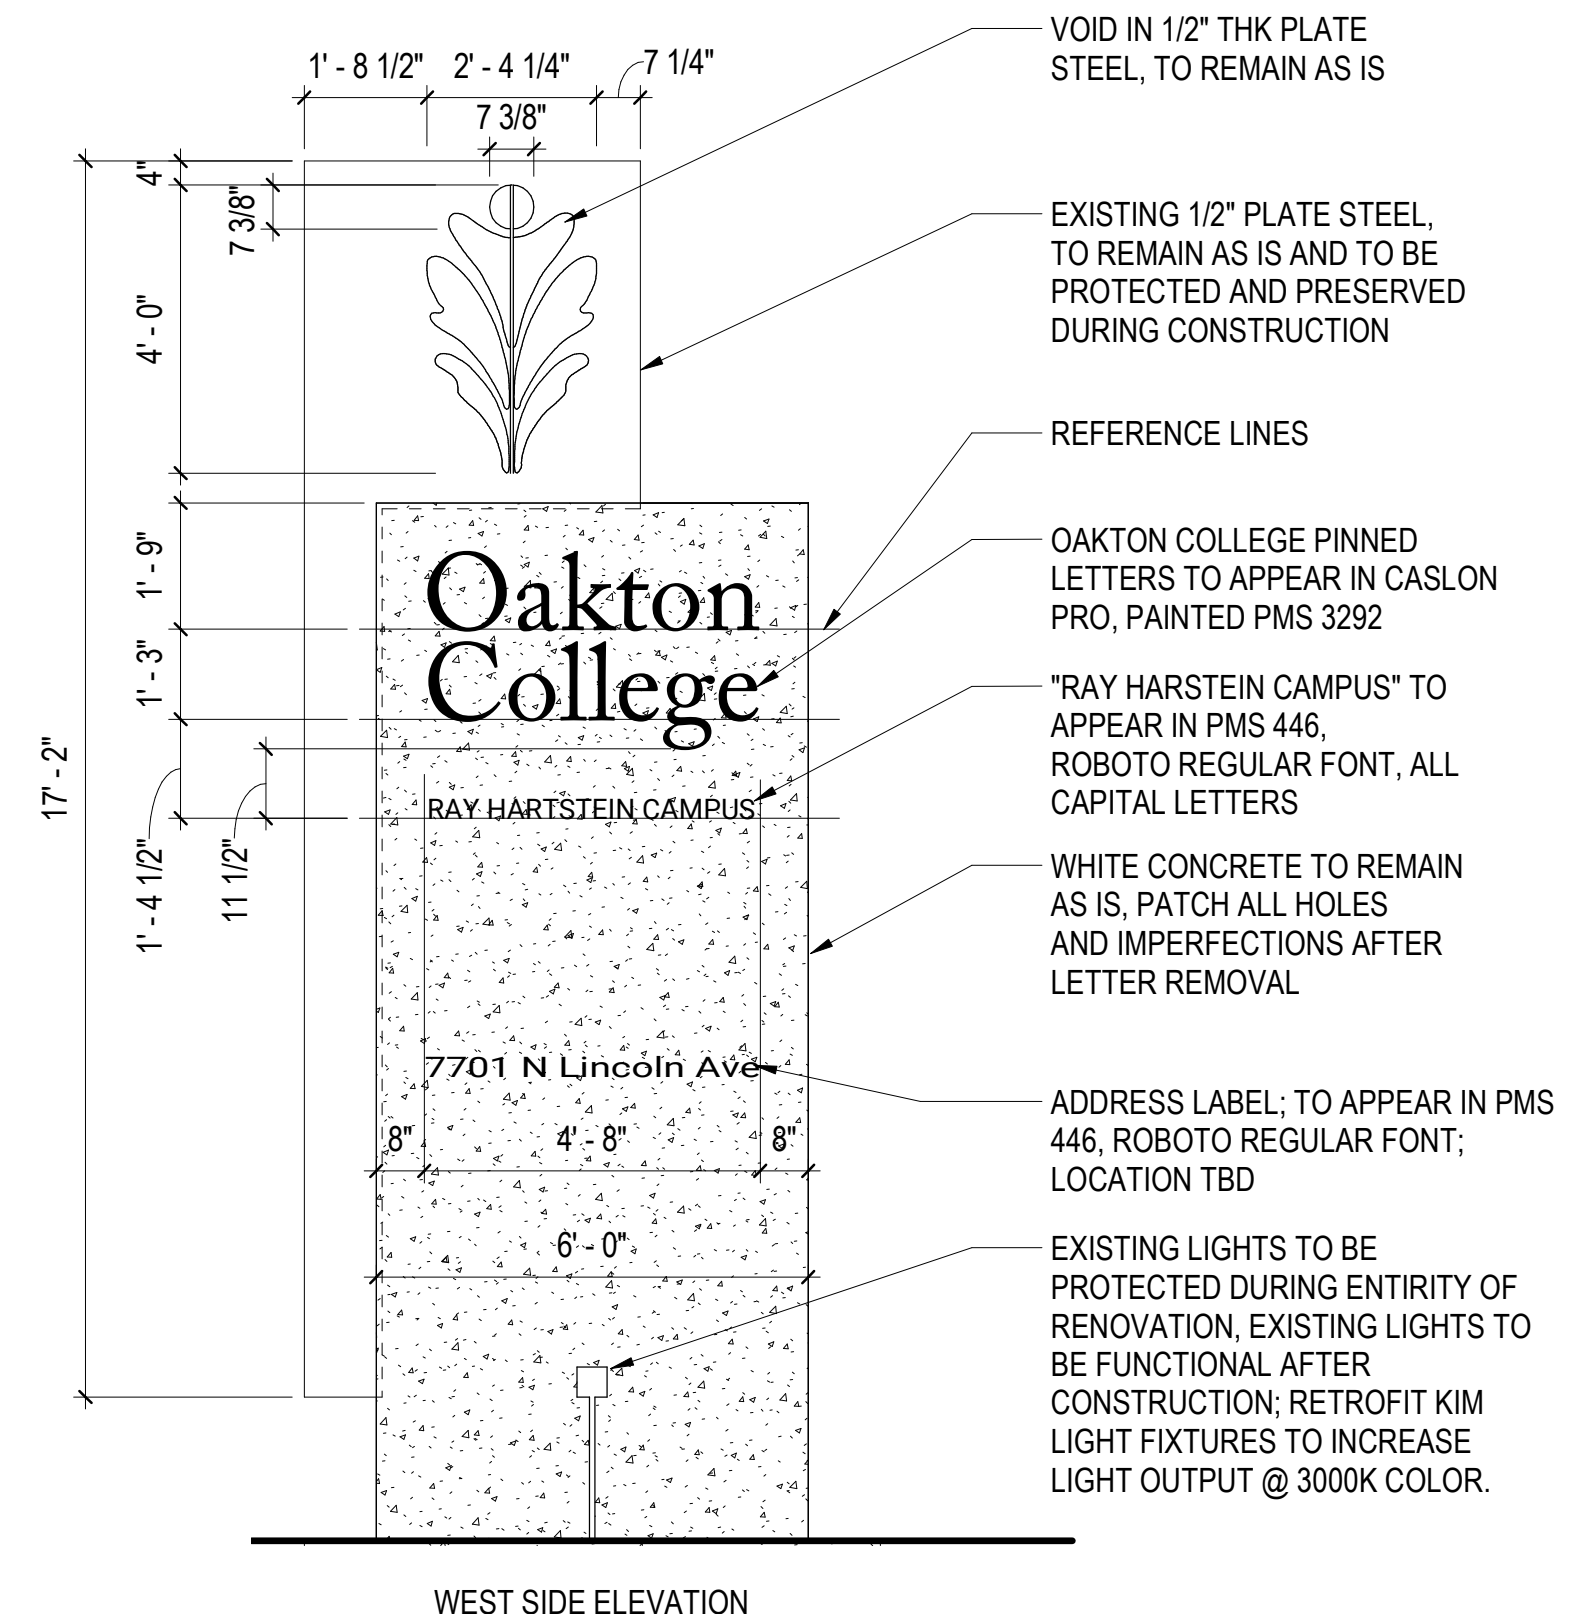 VOID IN 1/2" THK PLATE
STEEL, TO REMAIN AS IS
1' - 8 1/2"
2' - 4 1/4"
7 1/4"
7 3/8"
4"
7 3/8"
4' - 0"
EXISTING 1/2" PLATE STEEL,
TO REMAIN AS IS AND TO BE
PROTECTED AND PRESERVED
DURING CONSTRUCTION
REFERENCE LINES
1' - 9"
1' - 3"
17' - 2"
1' - 4 1/2"
11 1/2"
Oakton
College
OAKTON COLLEGE PINNED
LETTERS TO APPEAR IN CASLON
PRO, PAINTED PMS 3292
RAY HARTSTEIN CAMPUS
"RAY HARSTEIN CAMPUS" TO
APPEAR IN PMS 446,
ROBOTO REGULAR FONT, ALL
CAPITAL LETTERS
WHITE CONCRETE TO REMAIN
AS IS, PATCH ALL HOLES
AND IMPERFECTIONS AFTER
LETTER REMOVAL
7701 N Lincoln Ave
ADDRESS LABEL; TO APPEAR IN PMS
446, ROBOTO REGULAR FONT;
LOCATION TBD
8"
4' - 8"
8"
6' - 0"
EXISTING LIGHTS TO BE
PROTECTED DURING ENTIRITY OF
RENOVATION, EXISTING LIGHTS TO
BE FUNCTIONAL AFTER
CONSTRUCTION; RETROFIT KIM
LIGHT FIXTURES TO INCREASE
LIGHT OUTPUT @ 3000K COLOR.
WEST SIDE ELEVATION